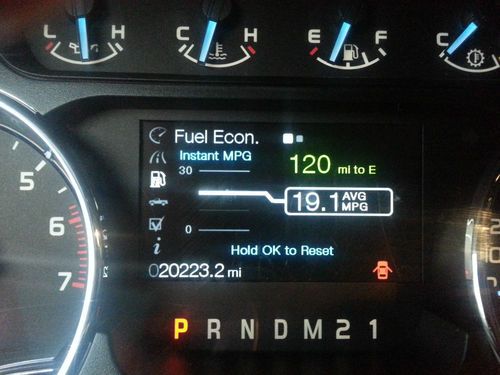 L H C H E F C
Fuel Econ.
Instant MPG
120 mi to E
30
19.1 AVG MPG
0
Hold OK to Reset
i
020223.2 mi
5
6
7
P R N D M 2 1